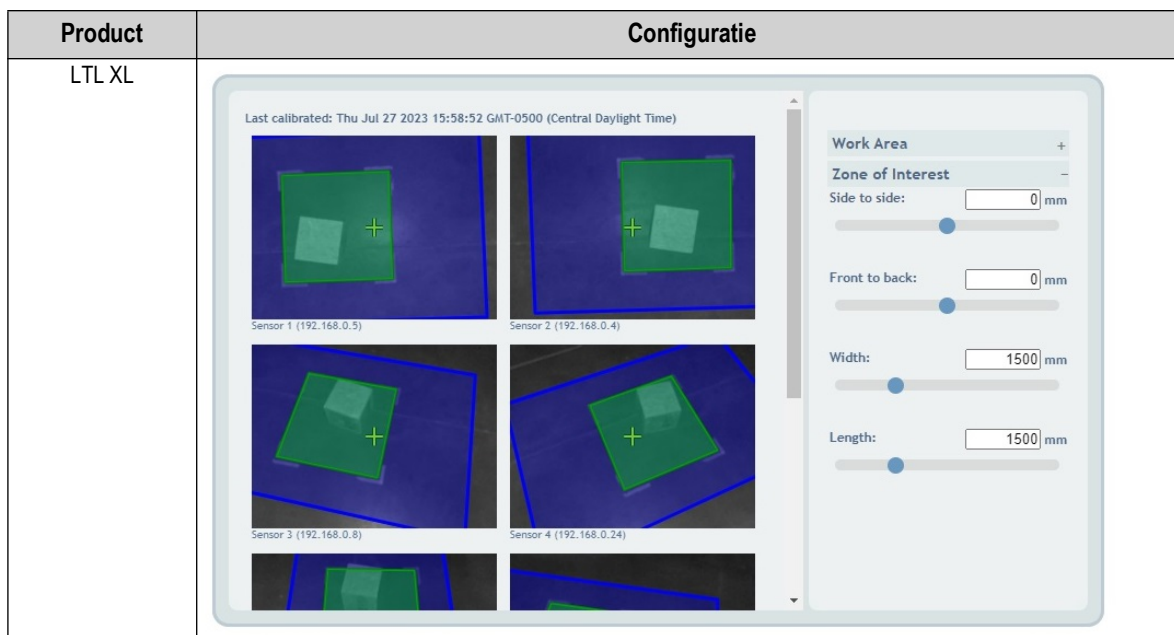 Product Configuratie
LTL XL
Last calibrated: Thu Jul 27 2023 15:58:52 GMT-0500 (Central Daylight Time)
Sensor 1 (192.168.0.5)
Sensor 2 (192.168.0.4)
Sensor 3 (192.168.0.8)
Sensor 4 (192.168.0.24)
Work Area +
Zone of Interest −
Side to side: 0 mm
Front to back: 0 mm
Width: 1500 mm
Length: 1500 mm